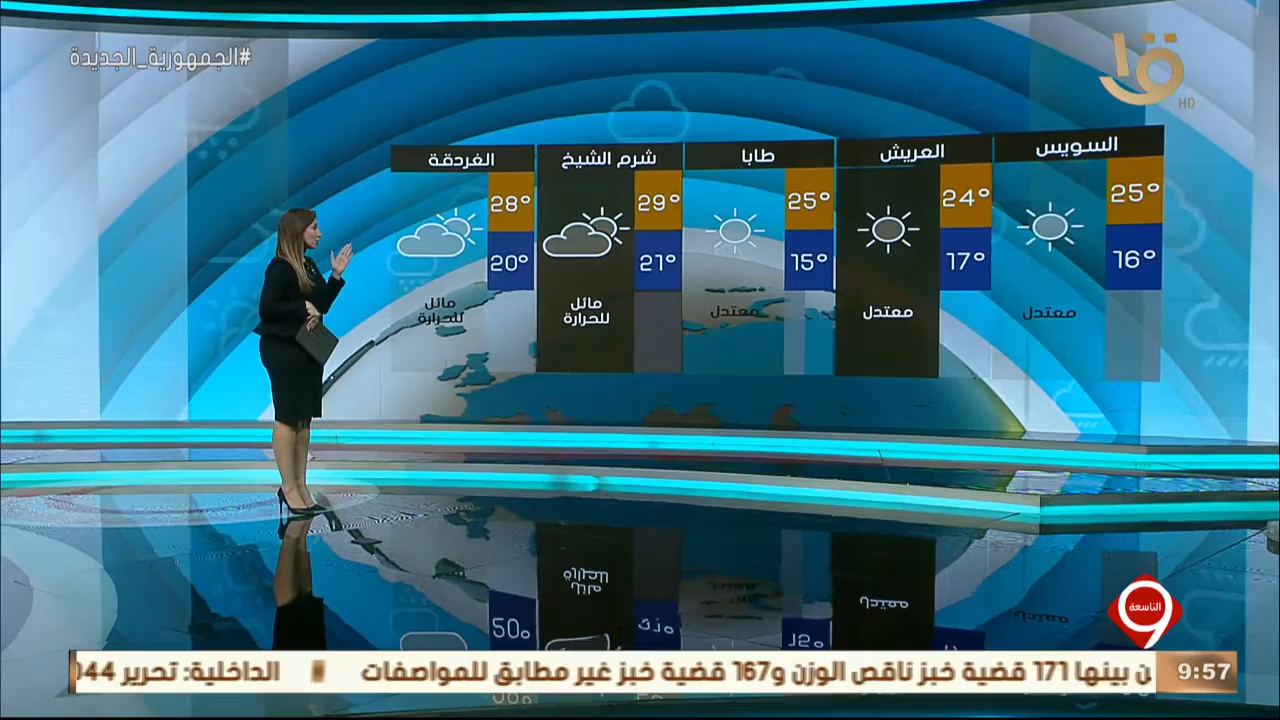 #الجمهورية_الجديدة
قا
HD
السويس
25°
16°
معتدل
العريش
24°
17°
معتدل
طابا
25°
15°
معتدل
شرم الشيخ
29°
21°
مائل
للحرارة
الغردقة
28°
20°
مائل
للحرارة
التاسعة
9
9:57
بينها 171 قضية خبز ناقص الوزن و167 قضية خبز غير مطابق للمواصفات
الداخلية: تحرير